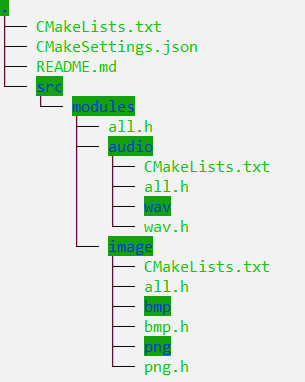 .
├── CMakeLists.txt
├── CMakeSettings.json
├── README.md
└── src
    └── modules
        ├── all.h
        ├── audio
        │   ├── CMakeLists.txt
        │   ├── all.h
        │   ├── wav
        │   └── wav.h
        └── image
            ├── CMakeLists.txt
            ├── all.h
            ├── bmp
            ├── bmp.h
            ├── png
            └── png.h